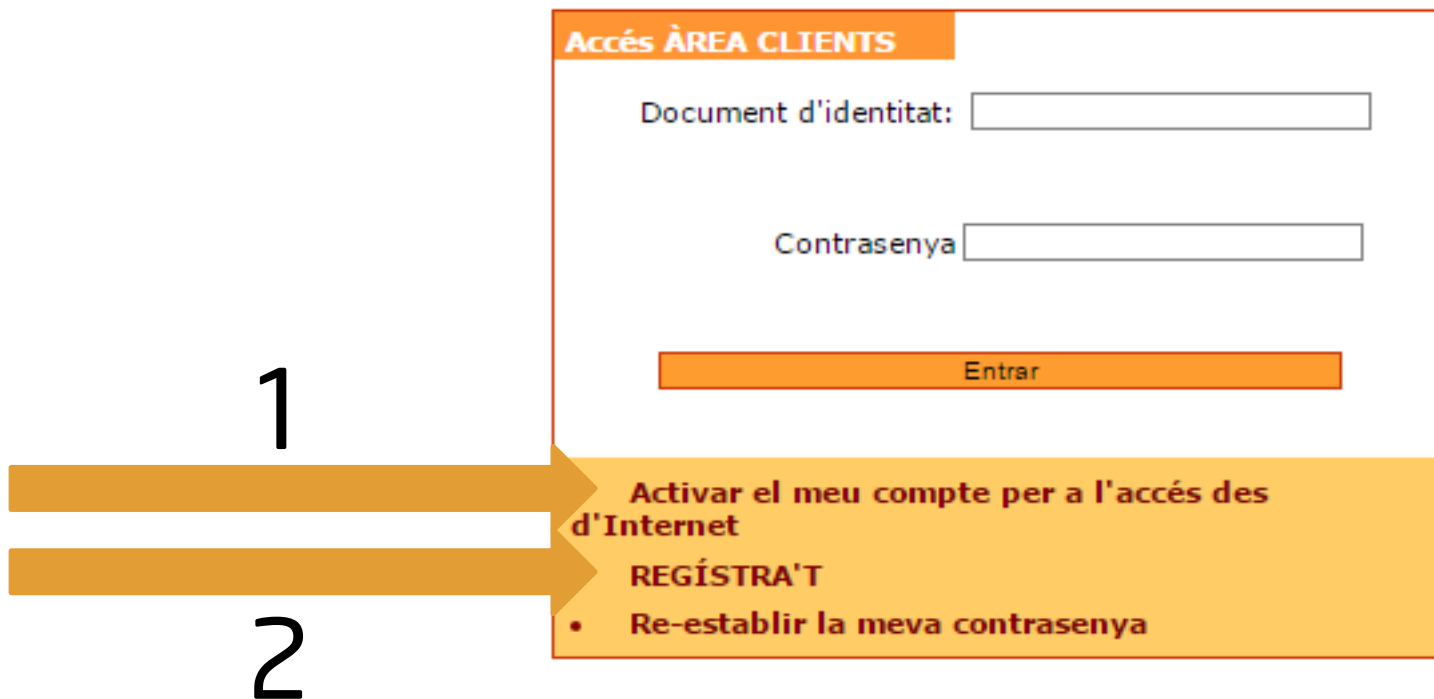 Accés ÀREA CLIENTS
Document d'identitat:
Contrasenya
Entrar
1
Activar el meu compte per a l'accés des
d'Internet
REGÍSTRA'T
• Re-establir la meva contrasenya
2